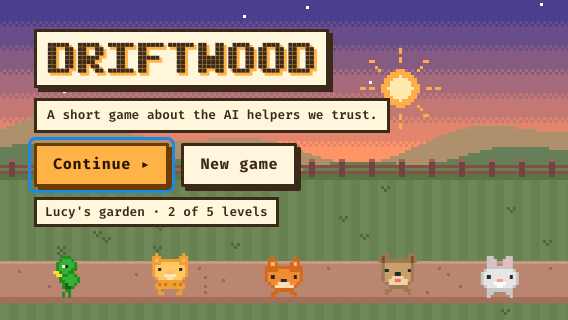 DRIFTWOOD
A short game about the AI helpers we trust.
Continue ▸
New game
Lucy's garden · 2 of 5 levels